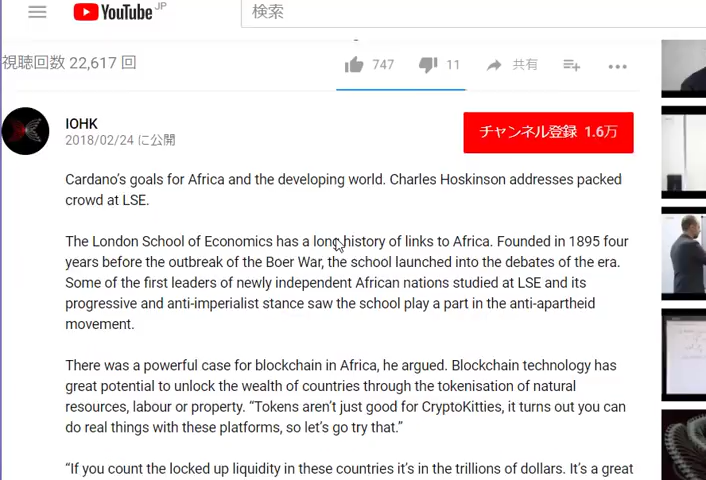 YouTube JP
検索
視聴回数 22,617 回
747
11
共有
IOHK
2018/02/24 に公開
チャンネル登録 1.6万
Cardano's goals for Africa and the developing world. Charles Hoskinson addresses packed
crowd at LSE.
The London School of Economics has a long history of links to Africa. Founded in 1895 four
years before the outbreak of the Boer War, the school launched into the debates of the era.
Some of the first leaders of newly independent African nations studied at LSE and its
progressive and anti-imperialist stance saw the school play a part in the anti-apartheid
movement.
There was a powerful case for blockchain in Africa, he argued. Blockchain technology has
great potential to unlock the wealth of countries through the tokenisation of natural
resources, labour or property. “Tokens aren’t just good for CryptoKitties, it turns out you can
do real things with these platforms, so let’s go try that.”
“If you count the locked up liquidity in these countries it’s in the trillions of dollars. It’s a great